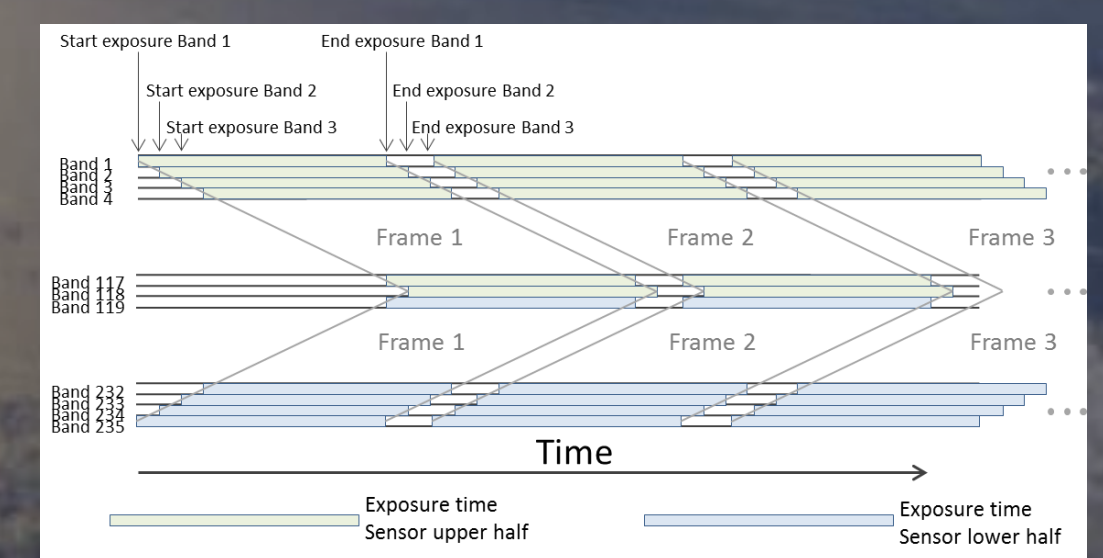 Start exposure Band 1
End exposure Band 1
Start exposure Band 2
End exposure Band 2
Start exposure Band 3
End exposure Band 3
Band 1
Band 2
Band 3
Band 4
Frame 1
Frame 2
Frame 3
Band 117
Band 118
Band 119
Frame 1
Frame 2
Frame 3
Band 232
Band 233
Band 234
Band 235
Time
Exposure time
Sensor upper half
Exposure time
Sensor lower half